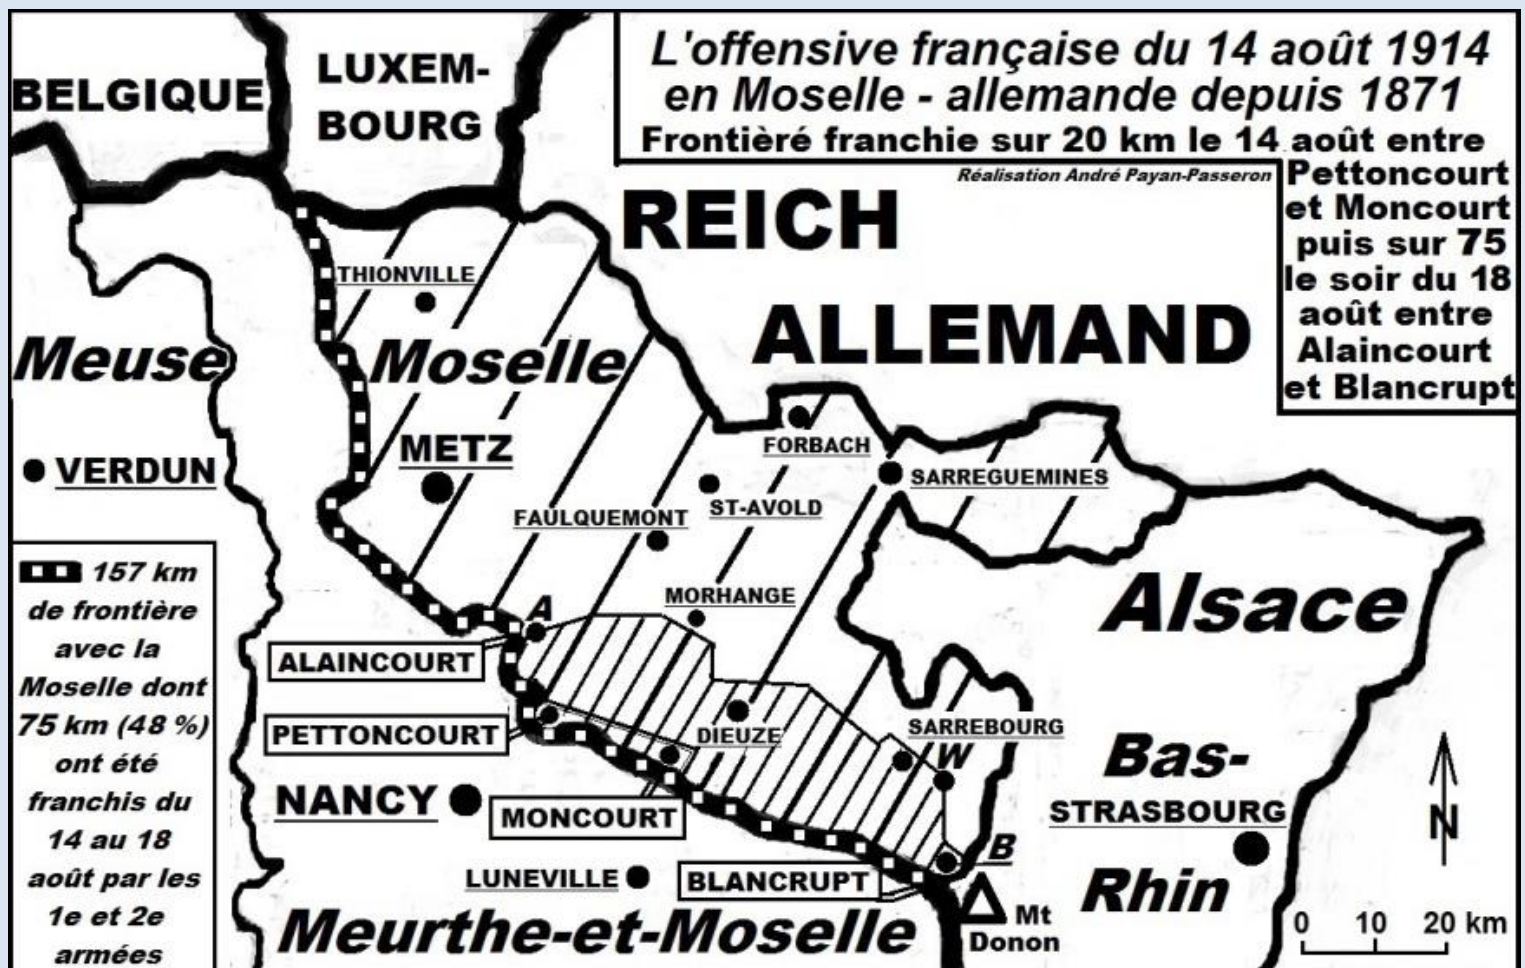 L'offensive française du 14 août 1914
en Moselle - allemande depuis 1871
Frontièré franchie sur 20 km le 14 août entre
Pettoncourt
et Moncourt
puis sur 75
le soir du 18
août entre
Alaincourt
et Blancrupt
Réalisation André Payan-Passeron
BELGIQUE
LUXEM-
BOURG
REICH
ALLEMAND
THIONVILLE
Meuse
Moselle
VERDUN
METZ
FORBACH
SARREGUEMINES
ST-AVOLD
FAULQUEMONT
MORHANGE
Alsace
A
ALAINCOURT
PETTONCOURT
DIEUZE
SARREBOURG
W
NANCY
MONCOURT
Bas-
STRASBOURG
Rhin
N
LUNEVILLE
BLANCRUPT
B
Mt
Donon
Meurthe-et-Moselle
0 10 20 km
157 km
de frontière
avec la
Moselle dont
75 km (48 %)
ont été
franchis du
14 au 18
août par les
1e et 2e
armées